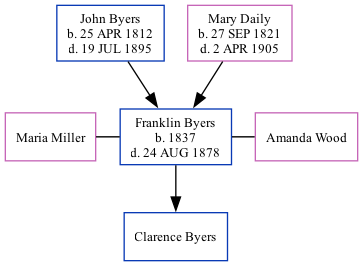 John Byers
b. 25 APR 1812
d. 19 JUL 1895
Mary Daily
b. 27 SEP 1821
d. 2 APR 1905
Maria Miller
Franklin Byers
b. 1837
d. 24 AUG 1878
Amanda Wood
Clarence Byers